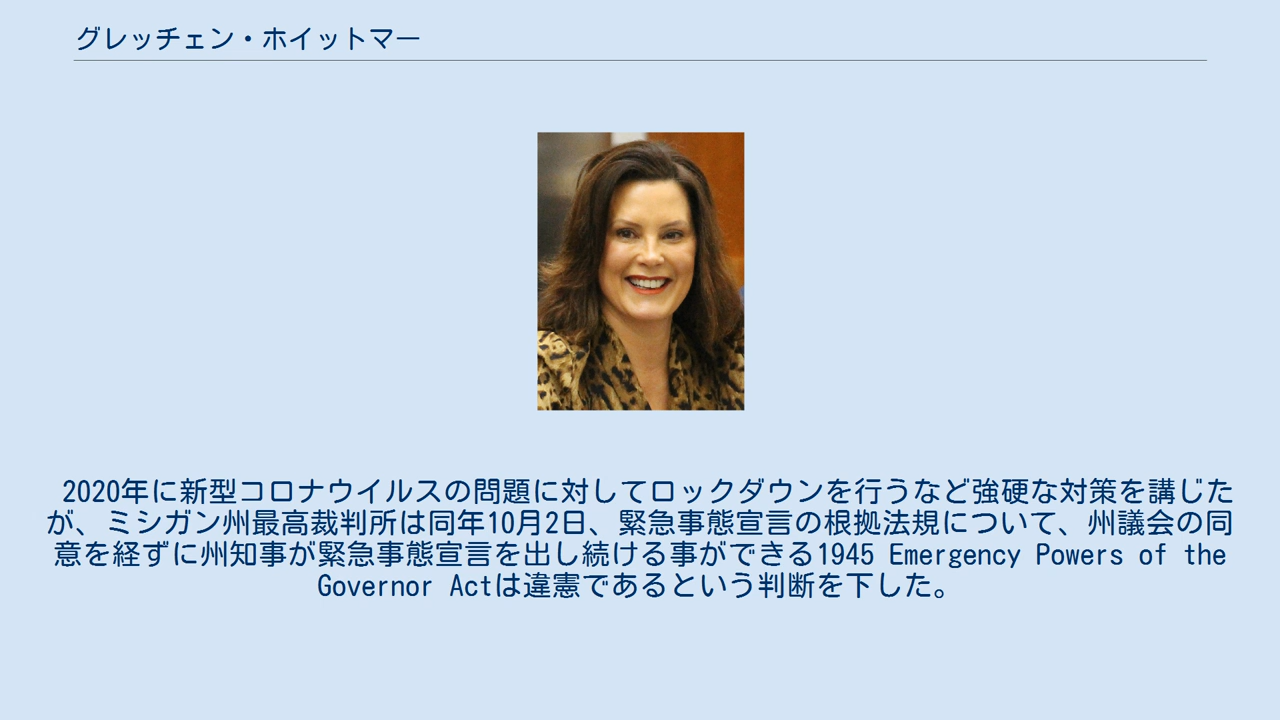 グレッチェン・ホイットマー
2020年に新型コロナウイルスの問題に対してロックダウンを行うなど強硬な対策を講じた
が、ミシガン州最高裁判所は同年10月2日、緊急事態宣言の根拠法規について、州議会の同
意を経ずに州知事が緊急事態宣言を出し続ける事ができる1945 Emergency Powers of the
Governor Actは違憲であるという判断を下した。